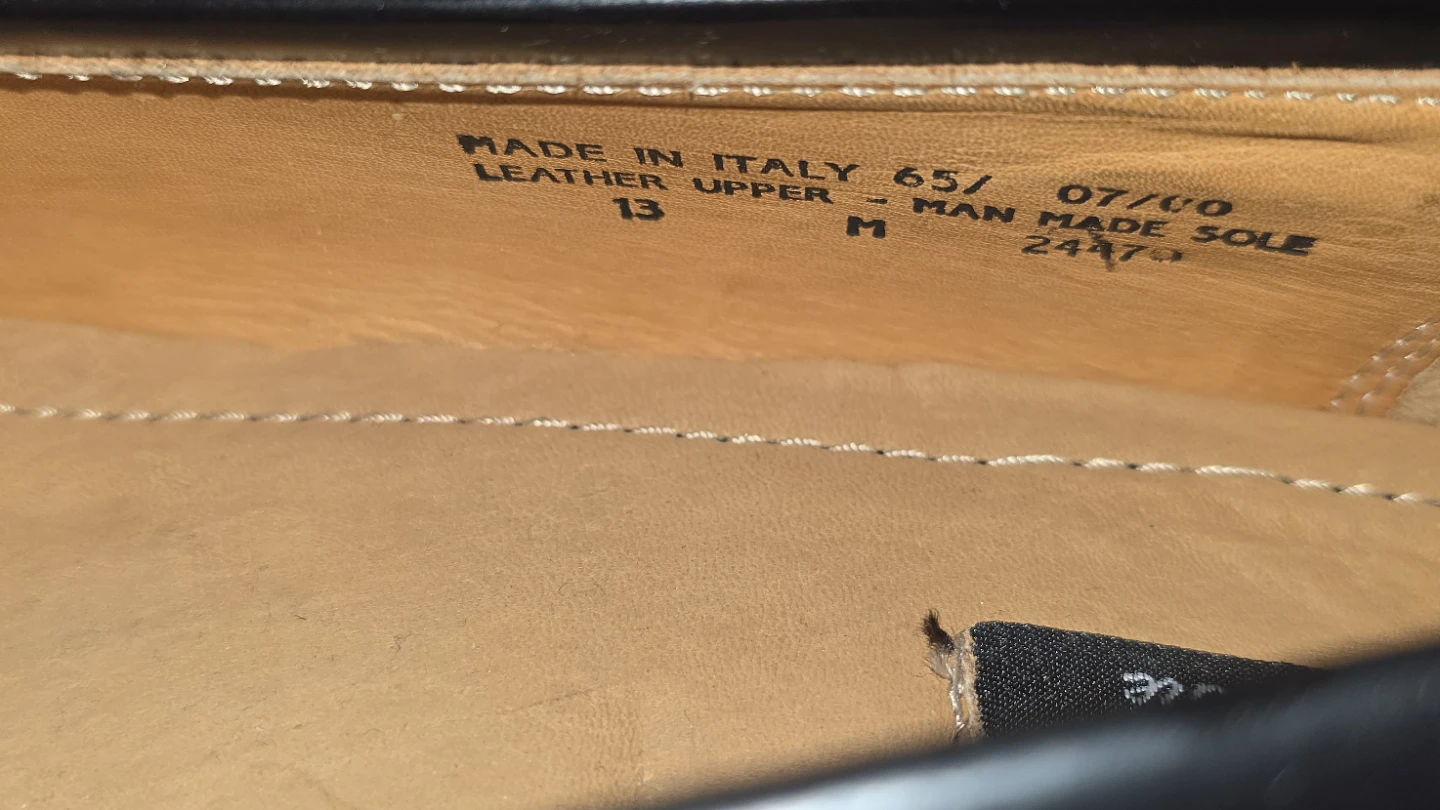 MADE IN ITALY 65/ 07/00
LEATHER UPPER - MAN MADE SOLE
13 M